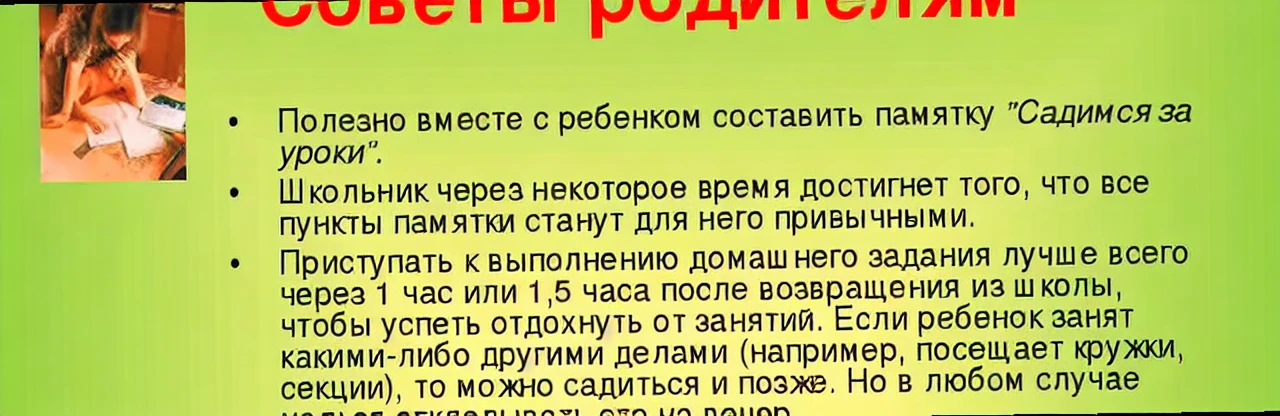 Советы родителям
• Полезно вместе с ребенком составить памятку "Садимся за
уроки".
• Школьник через некоторое время достигнет того, что все
пункты памятки станут для него привычными.
• Приступать к выполнению домашнего задания лучше всего
через 1 час или 1,5 часа после возвращения из школы,
чтобы успеть отдохнуть от занятий. Если ребенок занят
какими-либо другими делами (например, посещает кружки,
секции), то можно садиться и позже. Но в любом случае